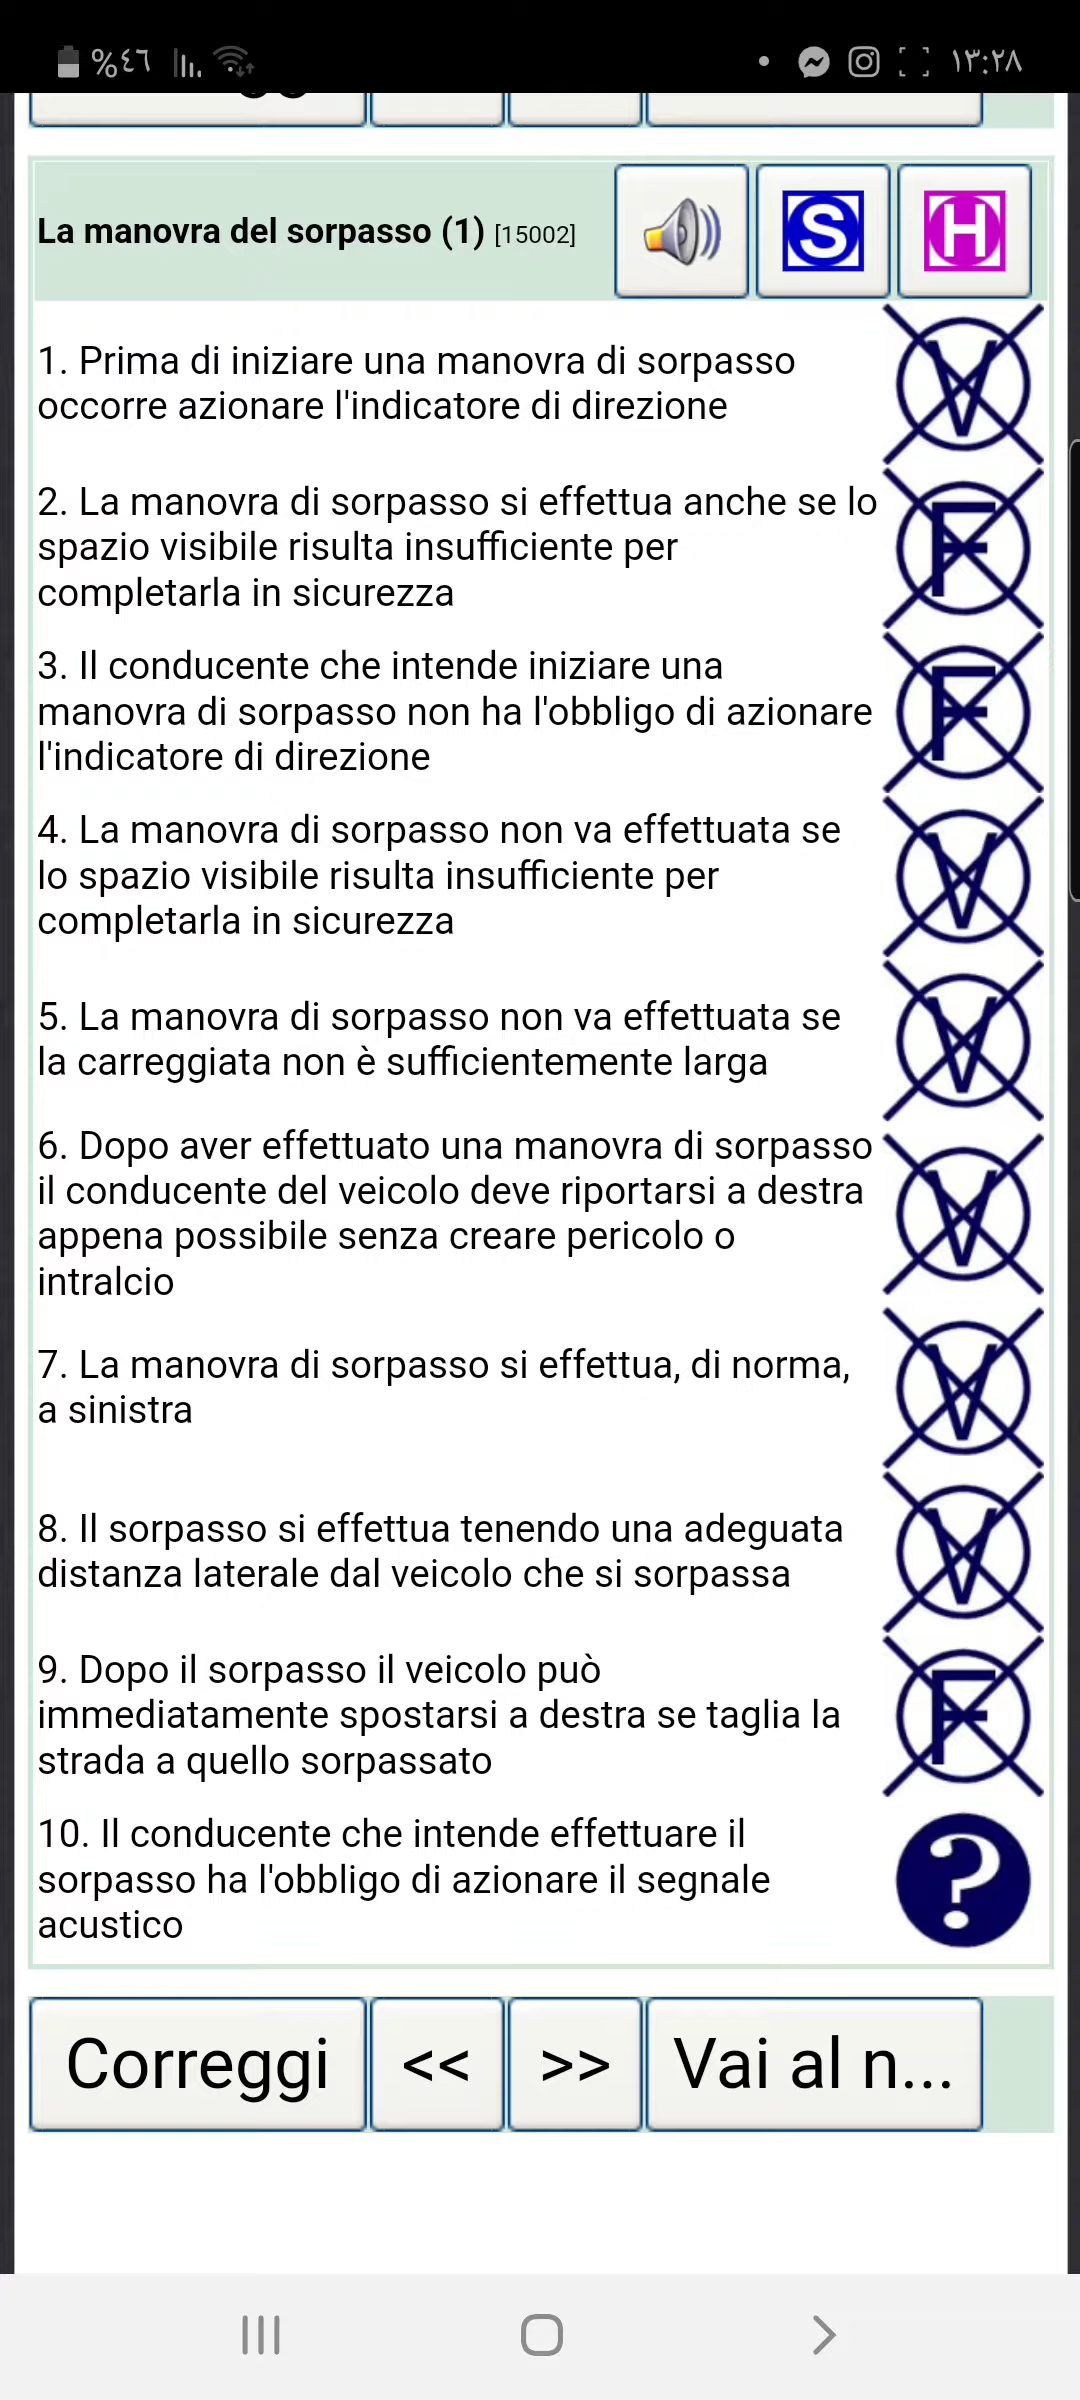 %٤٦ ١٣:٢٨
La manovra del sorpasso (1) [15002] S H
1. Prima di iniziare una manovra di sorpasso
occorre azionare l'indicatore di direzione
V
2. La manovra di sorpasso si effettua anche se lo
spazio visibile risulta insufficiente per
completarla in sicurezza
F
3. Il conducente che intende iniziare una
manovra di sorpasso non ha l'obbligo di azionare
l'indicatore di direzione
F
4. La manovra di sorpasso non va effettuata se
lo spazio visibile risulta insufficiente per
completarla in sicurezza
V
5. La manovra di sorpasso non va effettuata se
la carreggiata non è sufficientemente larga
V
6. Dopo aver effettuato una manovra di sorpasso
il conducente del veicolo deve riportarsi a destra
appena possibile senza creare pericolo o
intralcio
V
7. La manovra di sorpasso si effettua, di norma,
a sinistra
V
8. Il sorpasso si effettua tenendo una adeguata
distanza laterale dal veicolo che si sorpassa
V
9. Dopo il sorpasso il veicolo può
immediatamente spostarsi a destra se taglia la
strada a quello sorpassato
F
10. Il conducente che intende effettuare il
sorpasso ha l'obbligo di azionare il segnale
acustico
?
Correggi << >> Vai al n...